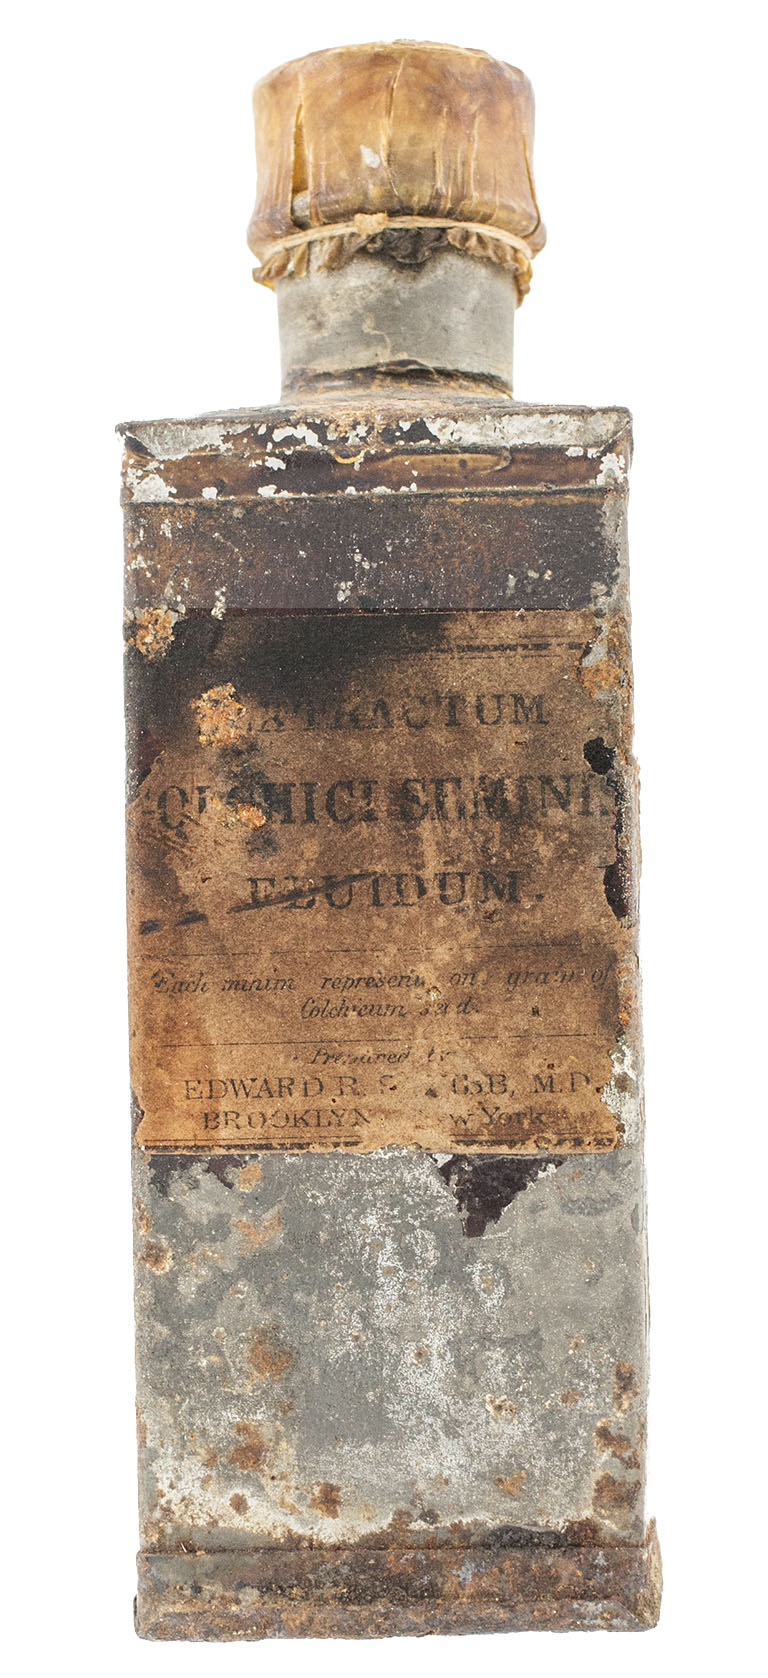 EXTRACTUM
COLCHICI SEMINIS
FLUIDUM.
Each minim represents one grain of
Colchicum Seed.
Prepared by
EDWARD R. SQUIBB, M.D.
BROOKLYN New York